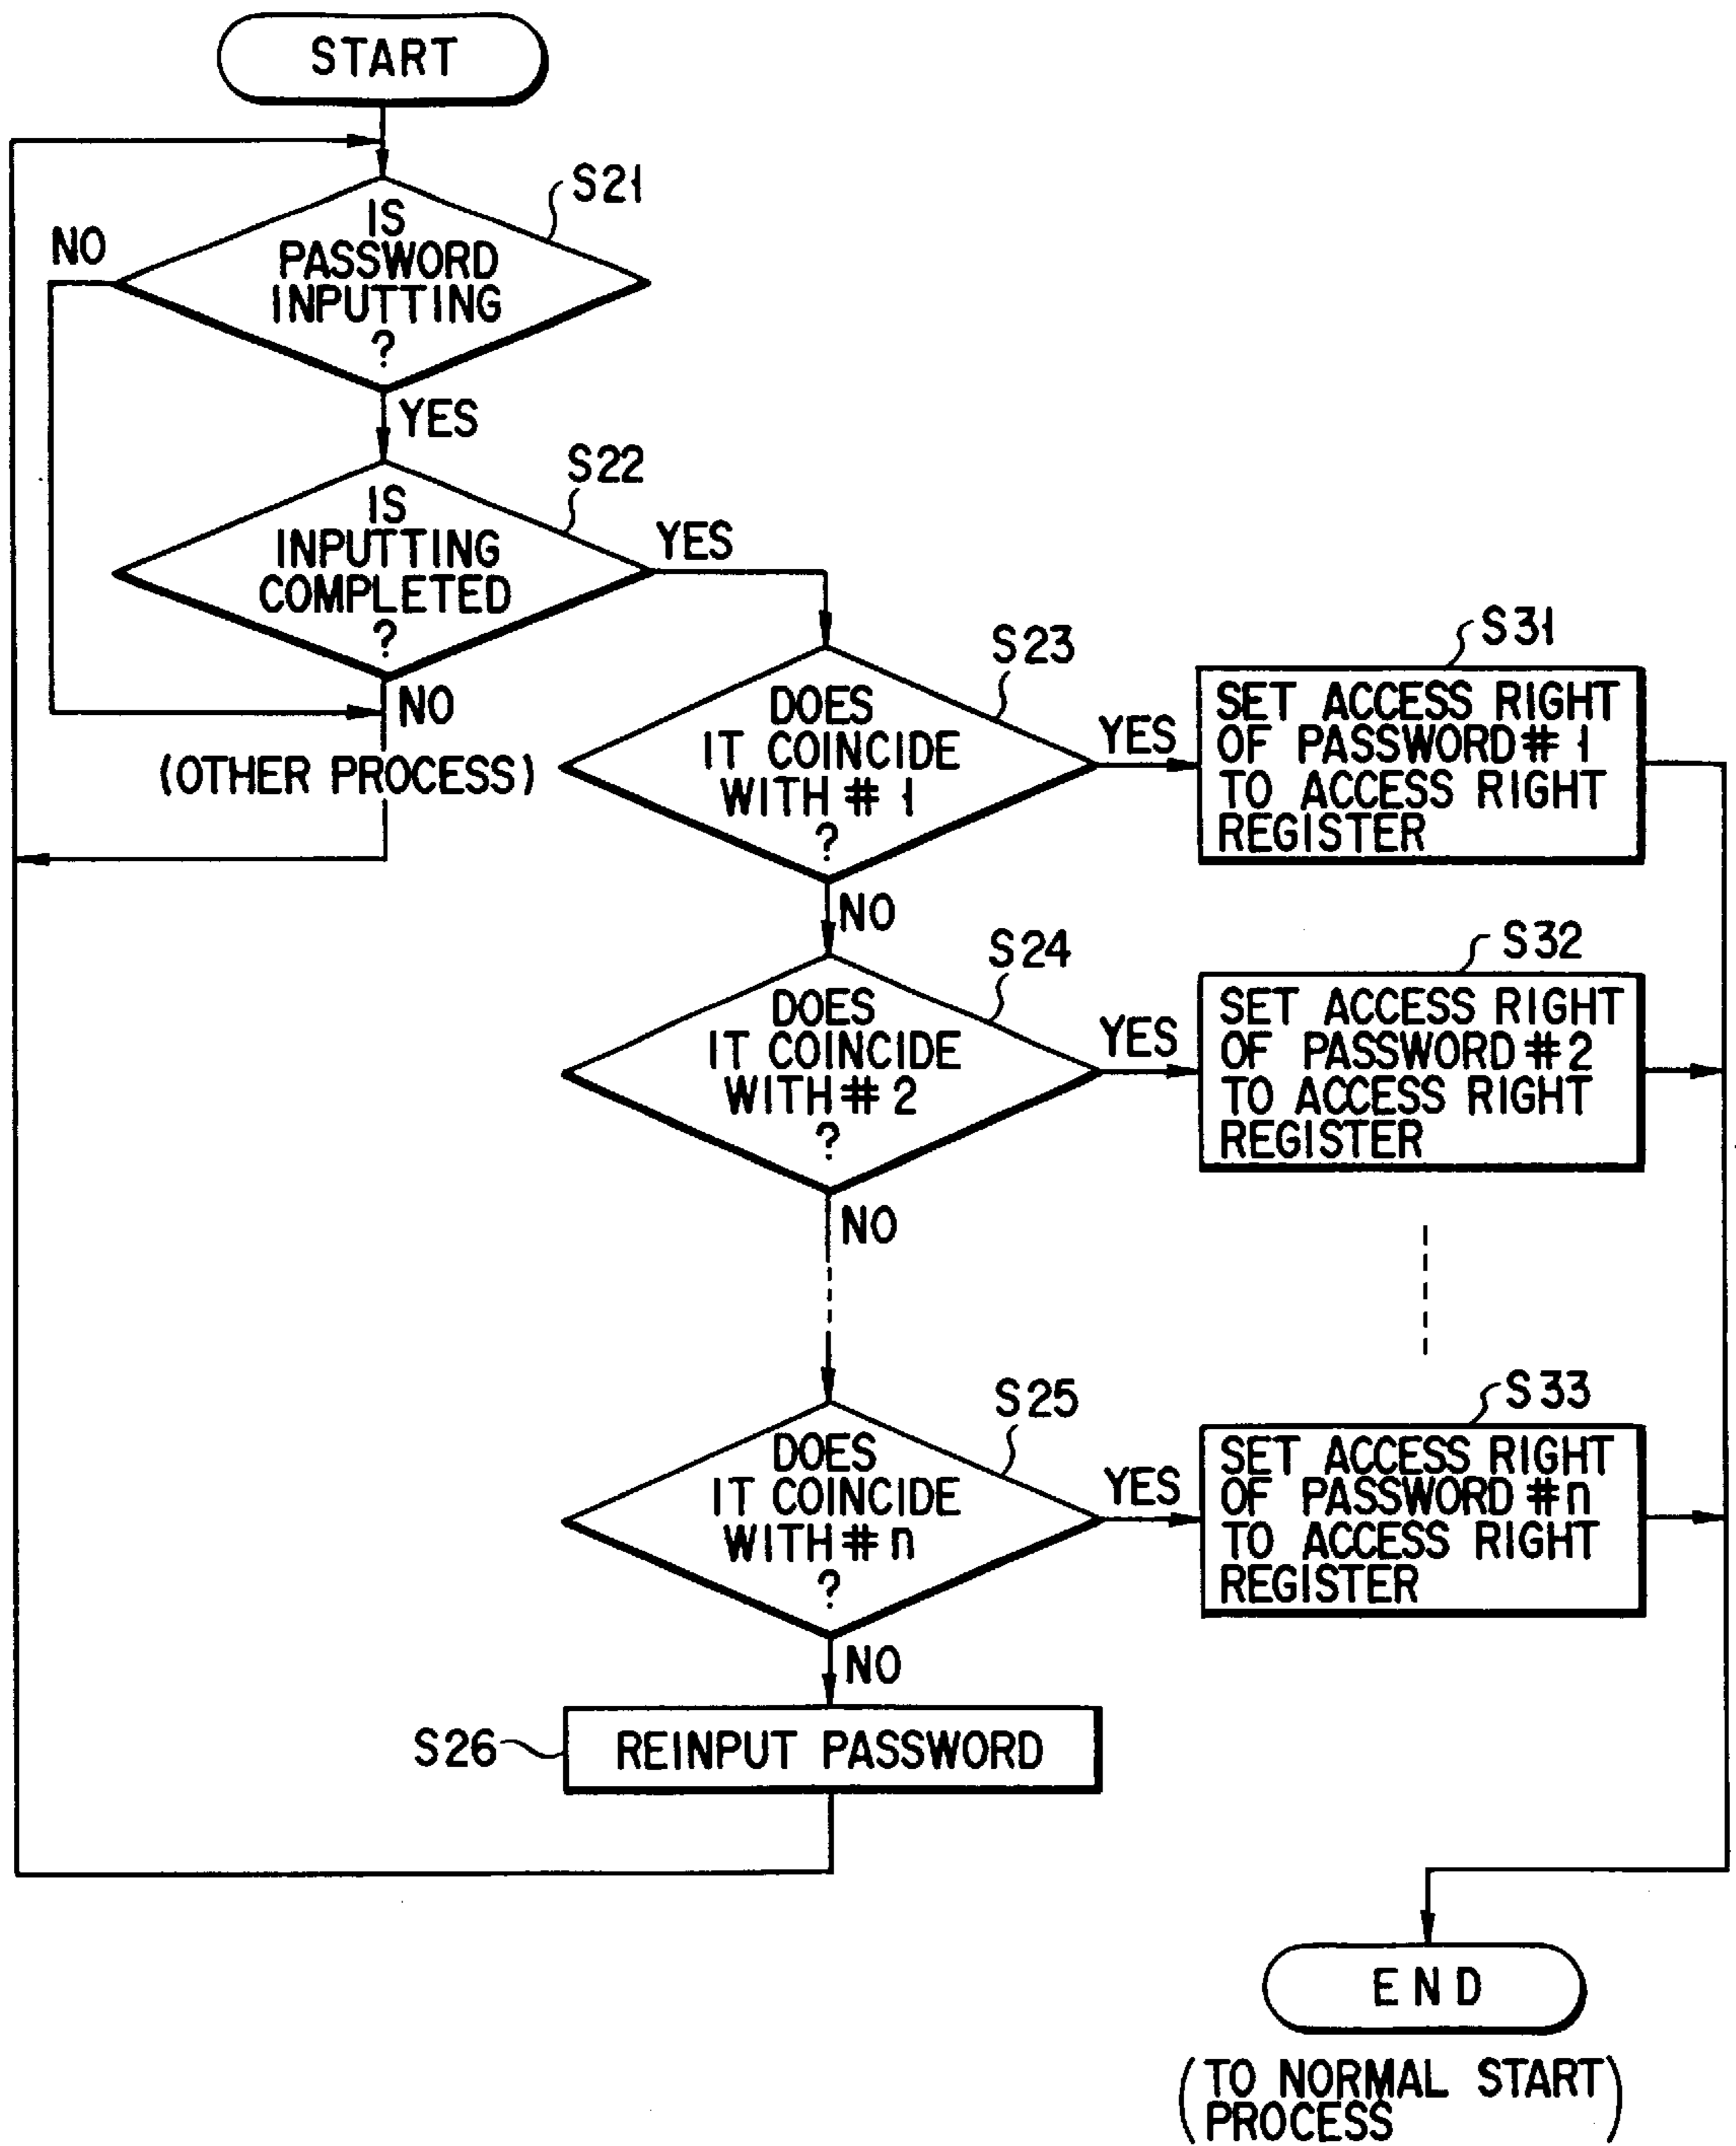 START
S21
NO
IS
PASSWORD
INPUTTING
?
YES
S22
IS
INPUTTING
COMPLETED
?
YES
NO
(OTHER PROCESS)
S23
DOES
IT COINCIDE
WITH # 1
?
YES
S31
SET ACCESS RIGHT
OF PASSWORD # 1
TO ACCESS RIGHT
REGISTER
NO
S24
DOES
IT COINCIDE
WITH # 2
?
YES
S32
SET ACCESS RIGHT
OF PASSWORD #2
TO ACCESS RIGHT
REGISTER
NO
S25
DOES
IT COINCIDE
WITH # n
?
YES
S33
SET ACCESS RIGHT
OF PASSWORD #n
TO ACCESS RIGHT
REGISTER
NO
S26
REINPUT PASSWORD
END
(TO NORMAL START
PROCESS)